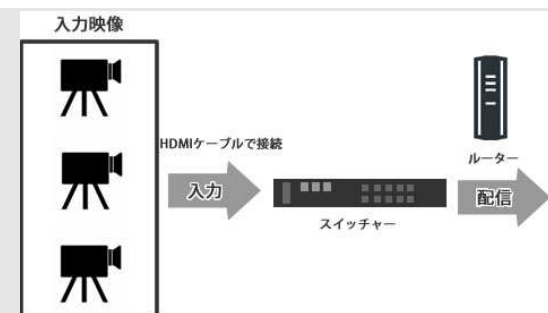 入力映像
HDMIケーブルで接続
入力
スイッチャー
ルーター
配信